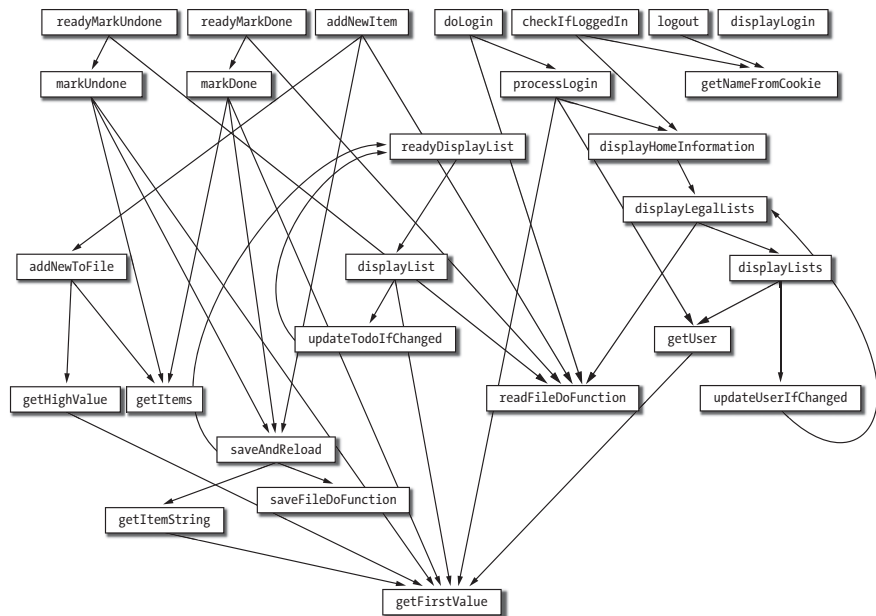 readyMarkUndone
readyMarkDone
addNewItem
doLogin
checkIfLoggedIn
logout
displayLogin
markUndone
markDone
processLogin
getNameFromCookie
readyDisplayList
displayHomeInformation
displayLegalLists
addNewToFile
displayList
displayLists
updateTodoIfChanged
getUser
getHighValue
getItems
readFileDoFunction
updateUserIfChanged
saveAndReload
saveFileDoFunction
getItemString
getFirstValue